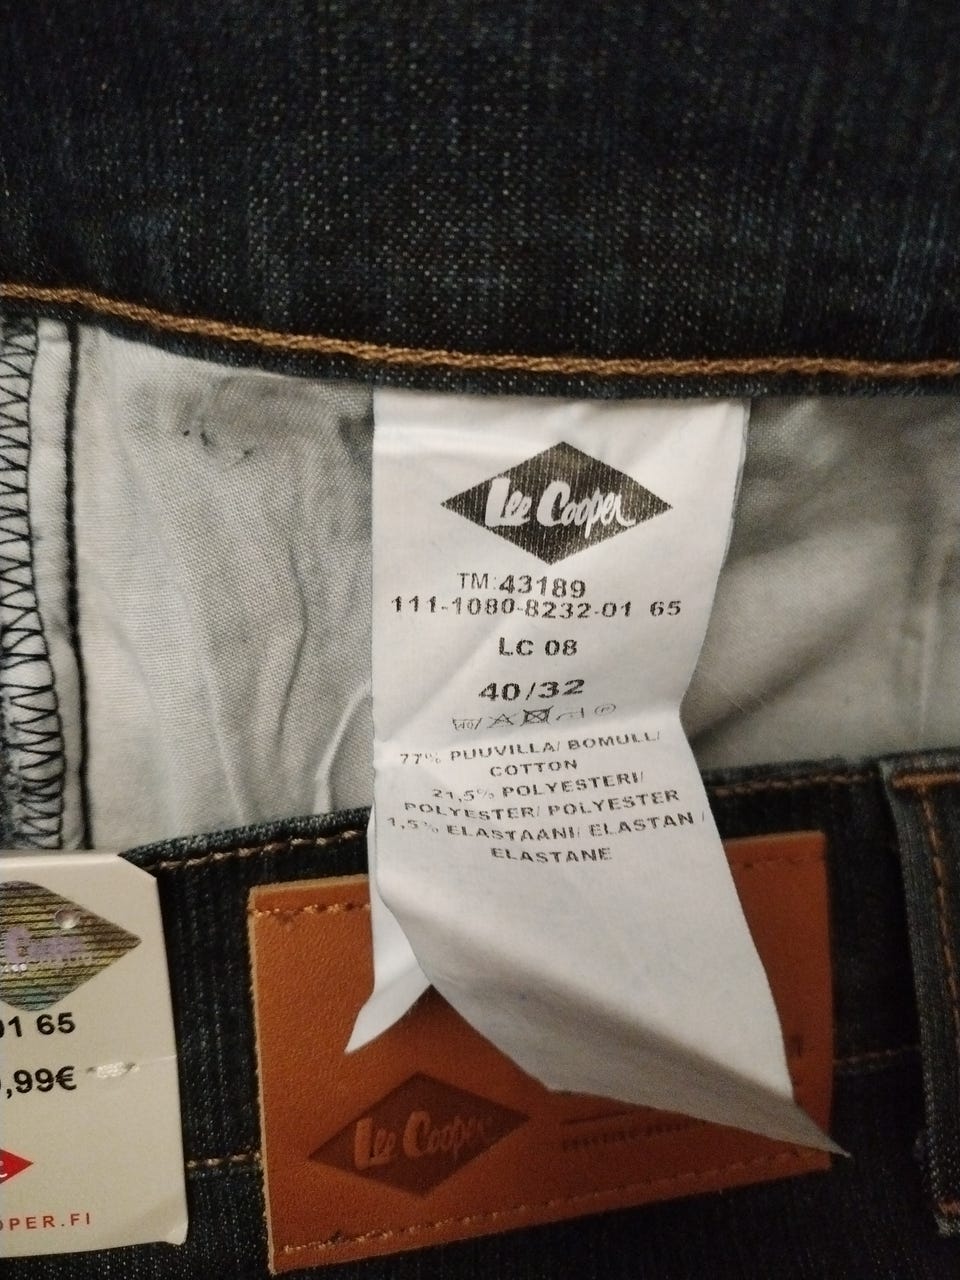 Lee Cooper
TM:43189
111-1080-8232-01 65
LC 08
40/32
77% PUUVILLA/ BOMULL/
COTTON
21,5% POLYESTERI/
POLYESTER/ POLYESTER
1,5% ELASTAANI/ ELASTAN /
ELASTANE
01 65
,99€
OPER.FI
Lee Cooper